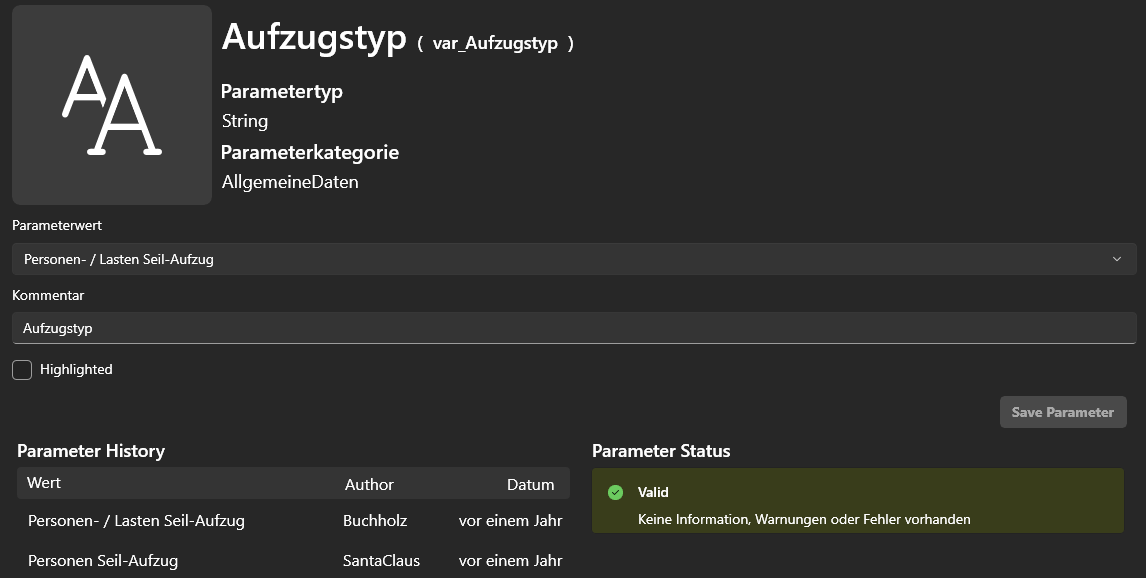 Aufzugstyp ( var_Aufzugstyp )
Parametertyp
String
Parameterkategorie
AllgemeineDaten
Parameterwert
Personen- / Lasten Seil-Aufzug
Kommentar
Aufzugstyp
Highlighted
Save Parameter
Parameter History
Wert Author Datum
Personen- / Lasten Seil-Aufzug Buchholz vor einem Jahr
Personen Seil-Aufzug SantaClaus vor einem Jahr
Parameter Status
Valid
Keine Information, Warnungen oder Fehler vorhanden